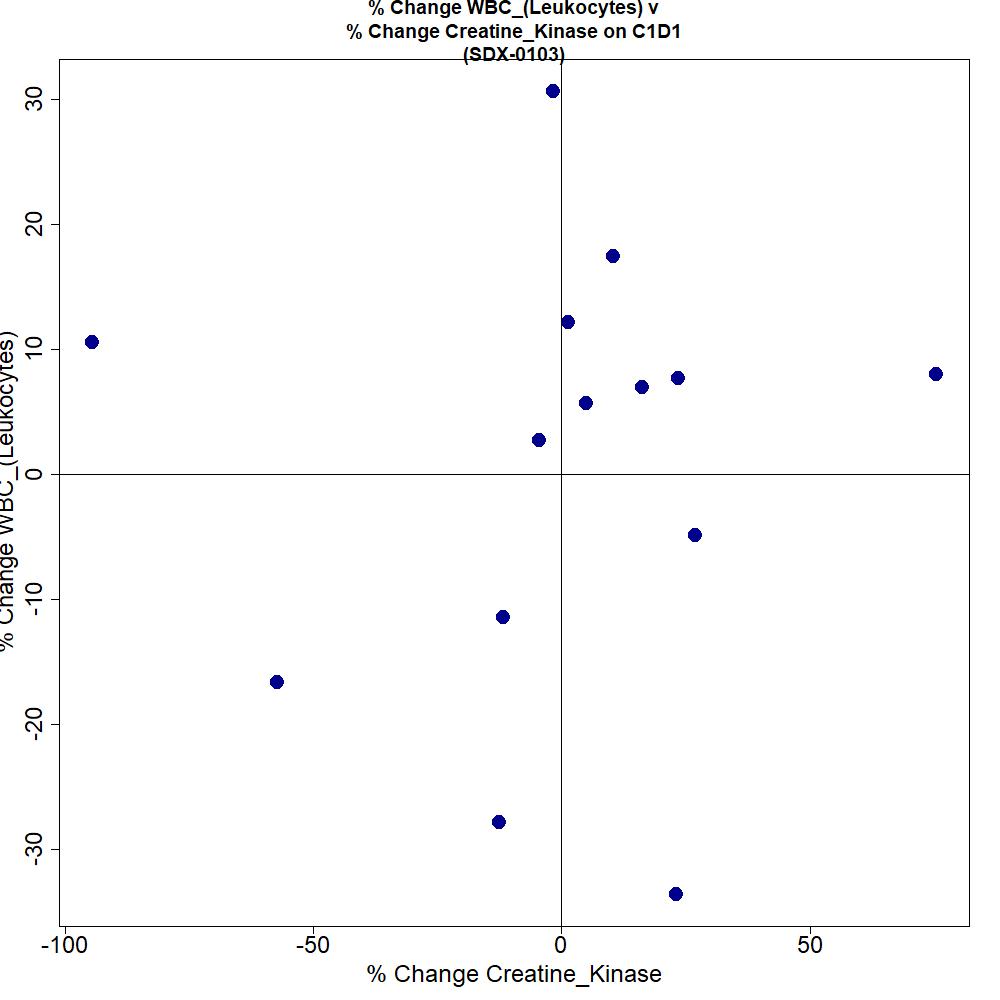 % Change WBC_(Leukocytes) v
% Change Creatine_Kinase on C1D1
(SDX-0103)
% Change WBC_(Leukocytes)
30
20
10
0
-10
-20
-30
-100
-50
0
50
% Change Creatine_Kinase